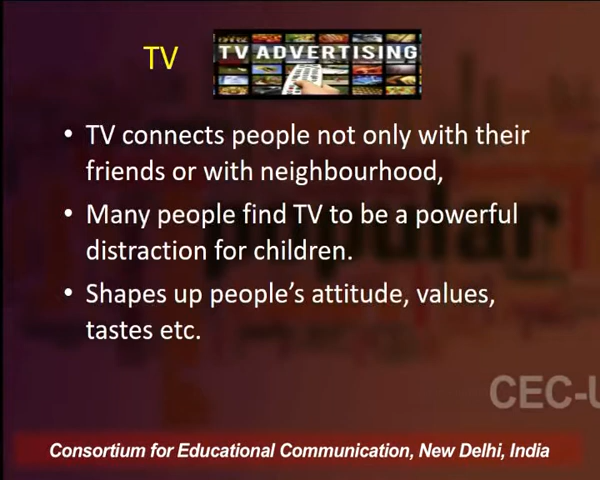 TV
TV ADVERTISING
• TV connects people not only with their
friends or with neighbourhood,
• Many people find TV to be a powerful
distraction for children.
• Shapes up people's attitude, values,
tastes etc.
CEC-U
Consortium for Educational Communication, New Delhi, India